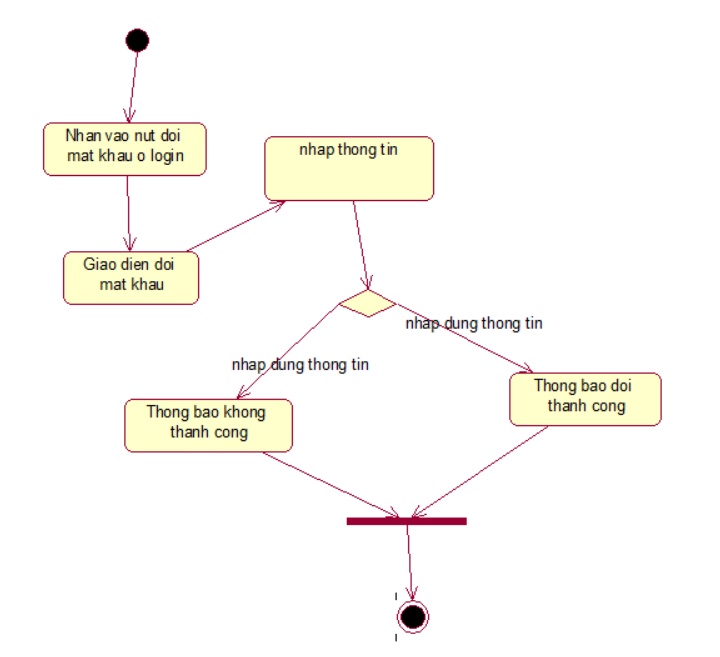 Nhan vao nut doi
mat khau o login
nhap thong tin
Giao dien doi
mat khau
nhap dung thong tin
nhap dung thong tin
Thong bao khong
thanh cong
Thong bao doi
thanh cong